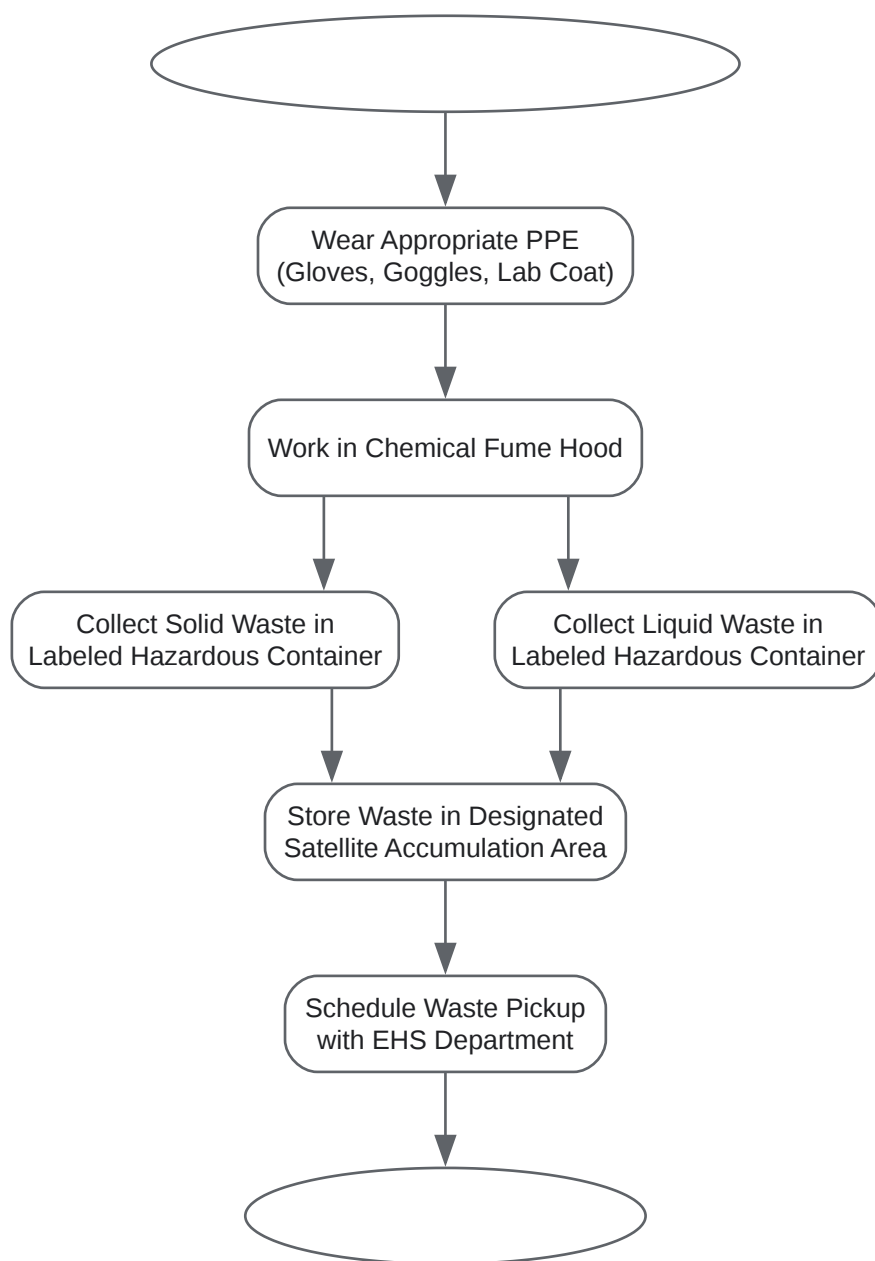 Wear Appropriate PPE
(Gloves, Goggles, Lab Coat)
Work in Chemical Fume Hood
Collect Solid Waste in
Labeled Hazardous Container
Collect Liquid Waste in
Labeled Hazardous Container
Store Waste in Designated
Satellite Accumulation Area
Schedule Waste Pickup
with EHS Department